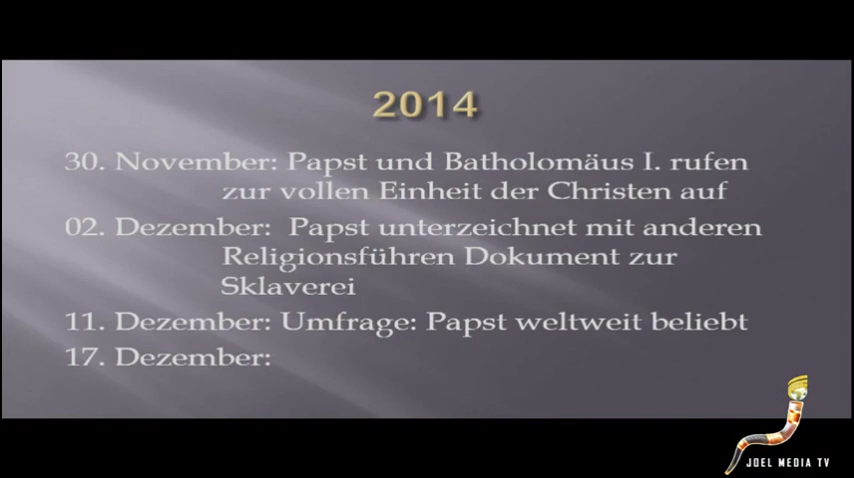 2014
30. November: Papst und Batholomäus I. rufen
zur vollen Einheit der Christen auf
02. Dezember: Papst unterzeichnet mit anderen
Religionsführen Dokument zur
Sklaverei
11. Dezember: Umfrage: Papst weltweit beliebt
17. Dezember:
JOEL MEDIA TV